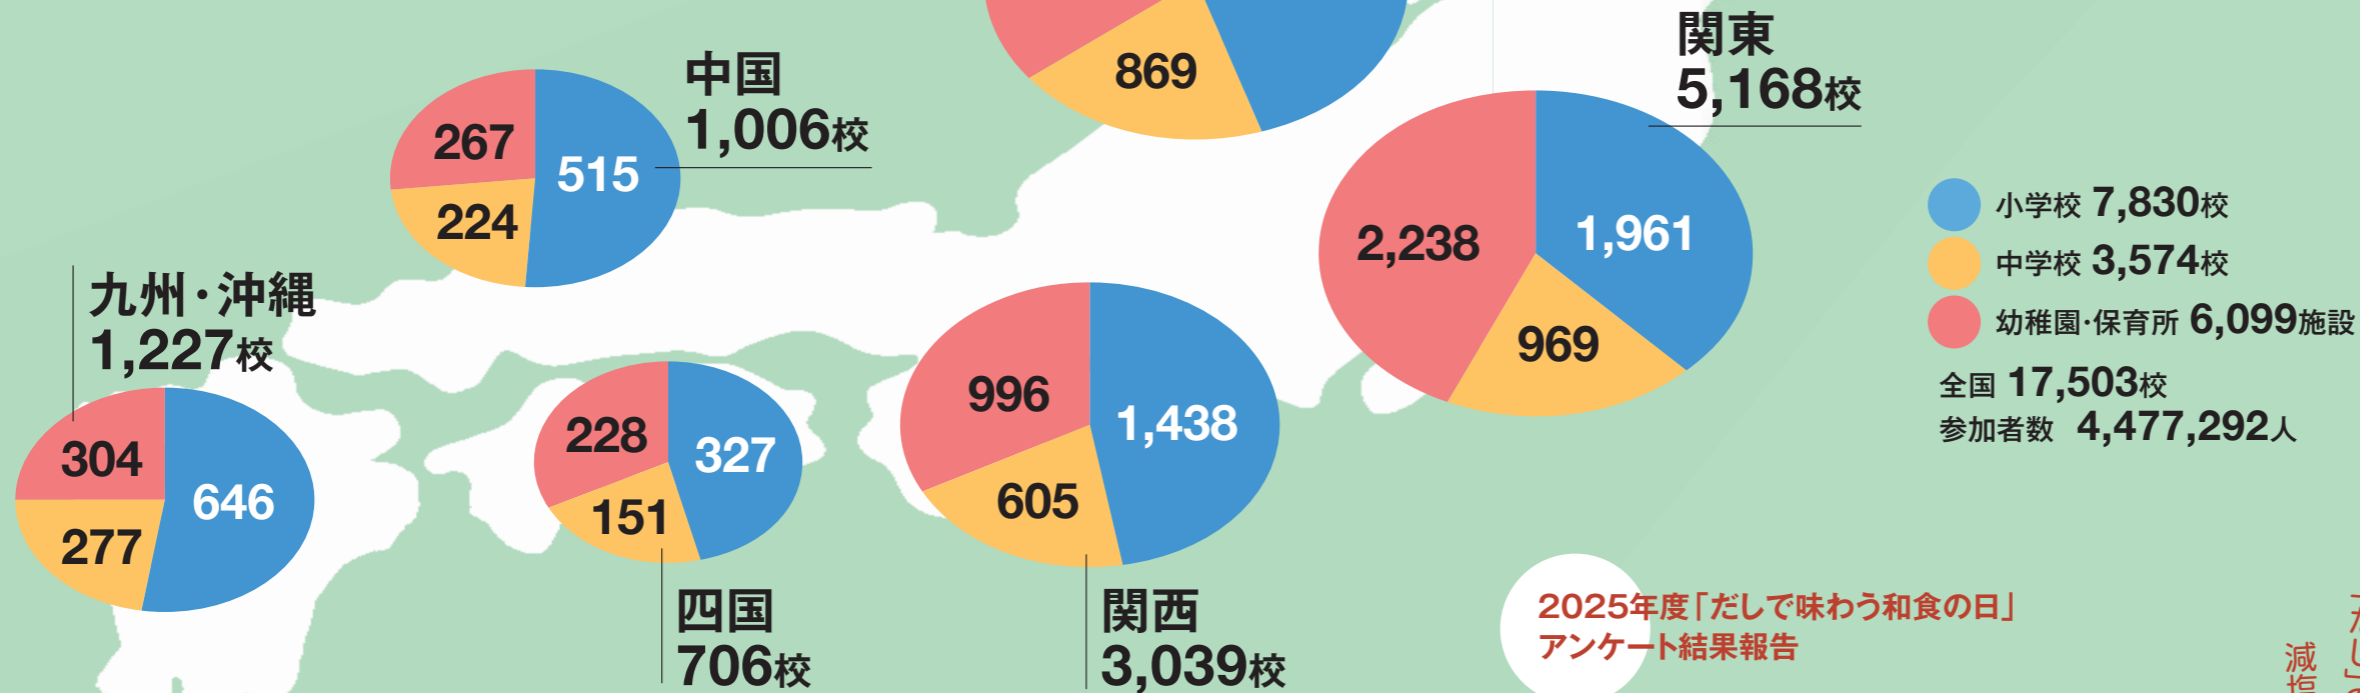 869
関東
5,168校
中国
1,006校
267
515
224
2,238
1,961
969
小学校 7,830校
中学校 3,574校
幼稚園・保育所 6,099施設
全国 17,503校
参加者数 4,477,292人
九州・沖縄
1,227校
304
646
277
228
327
151
四国
706校
996
1,438
605
関西
3,039校
2025年度「だしで味わう和食の日」
アンケート結果報告
減塩